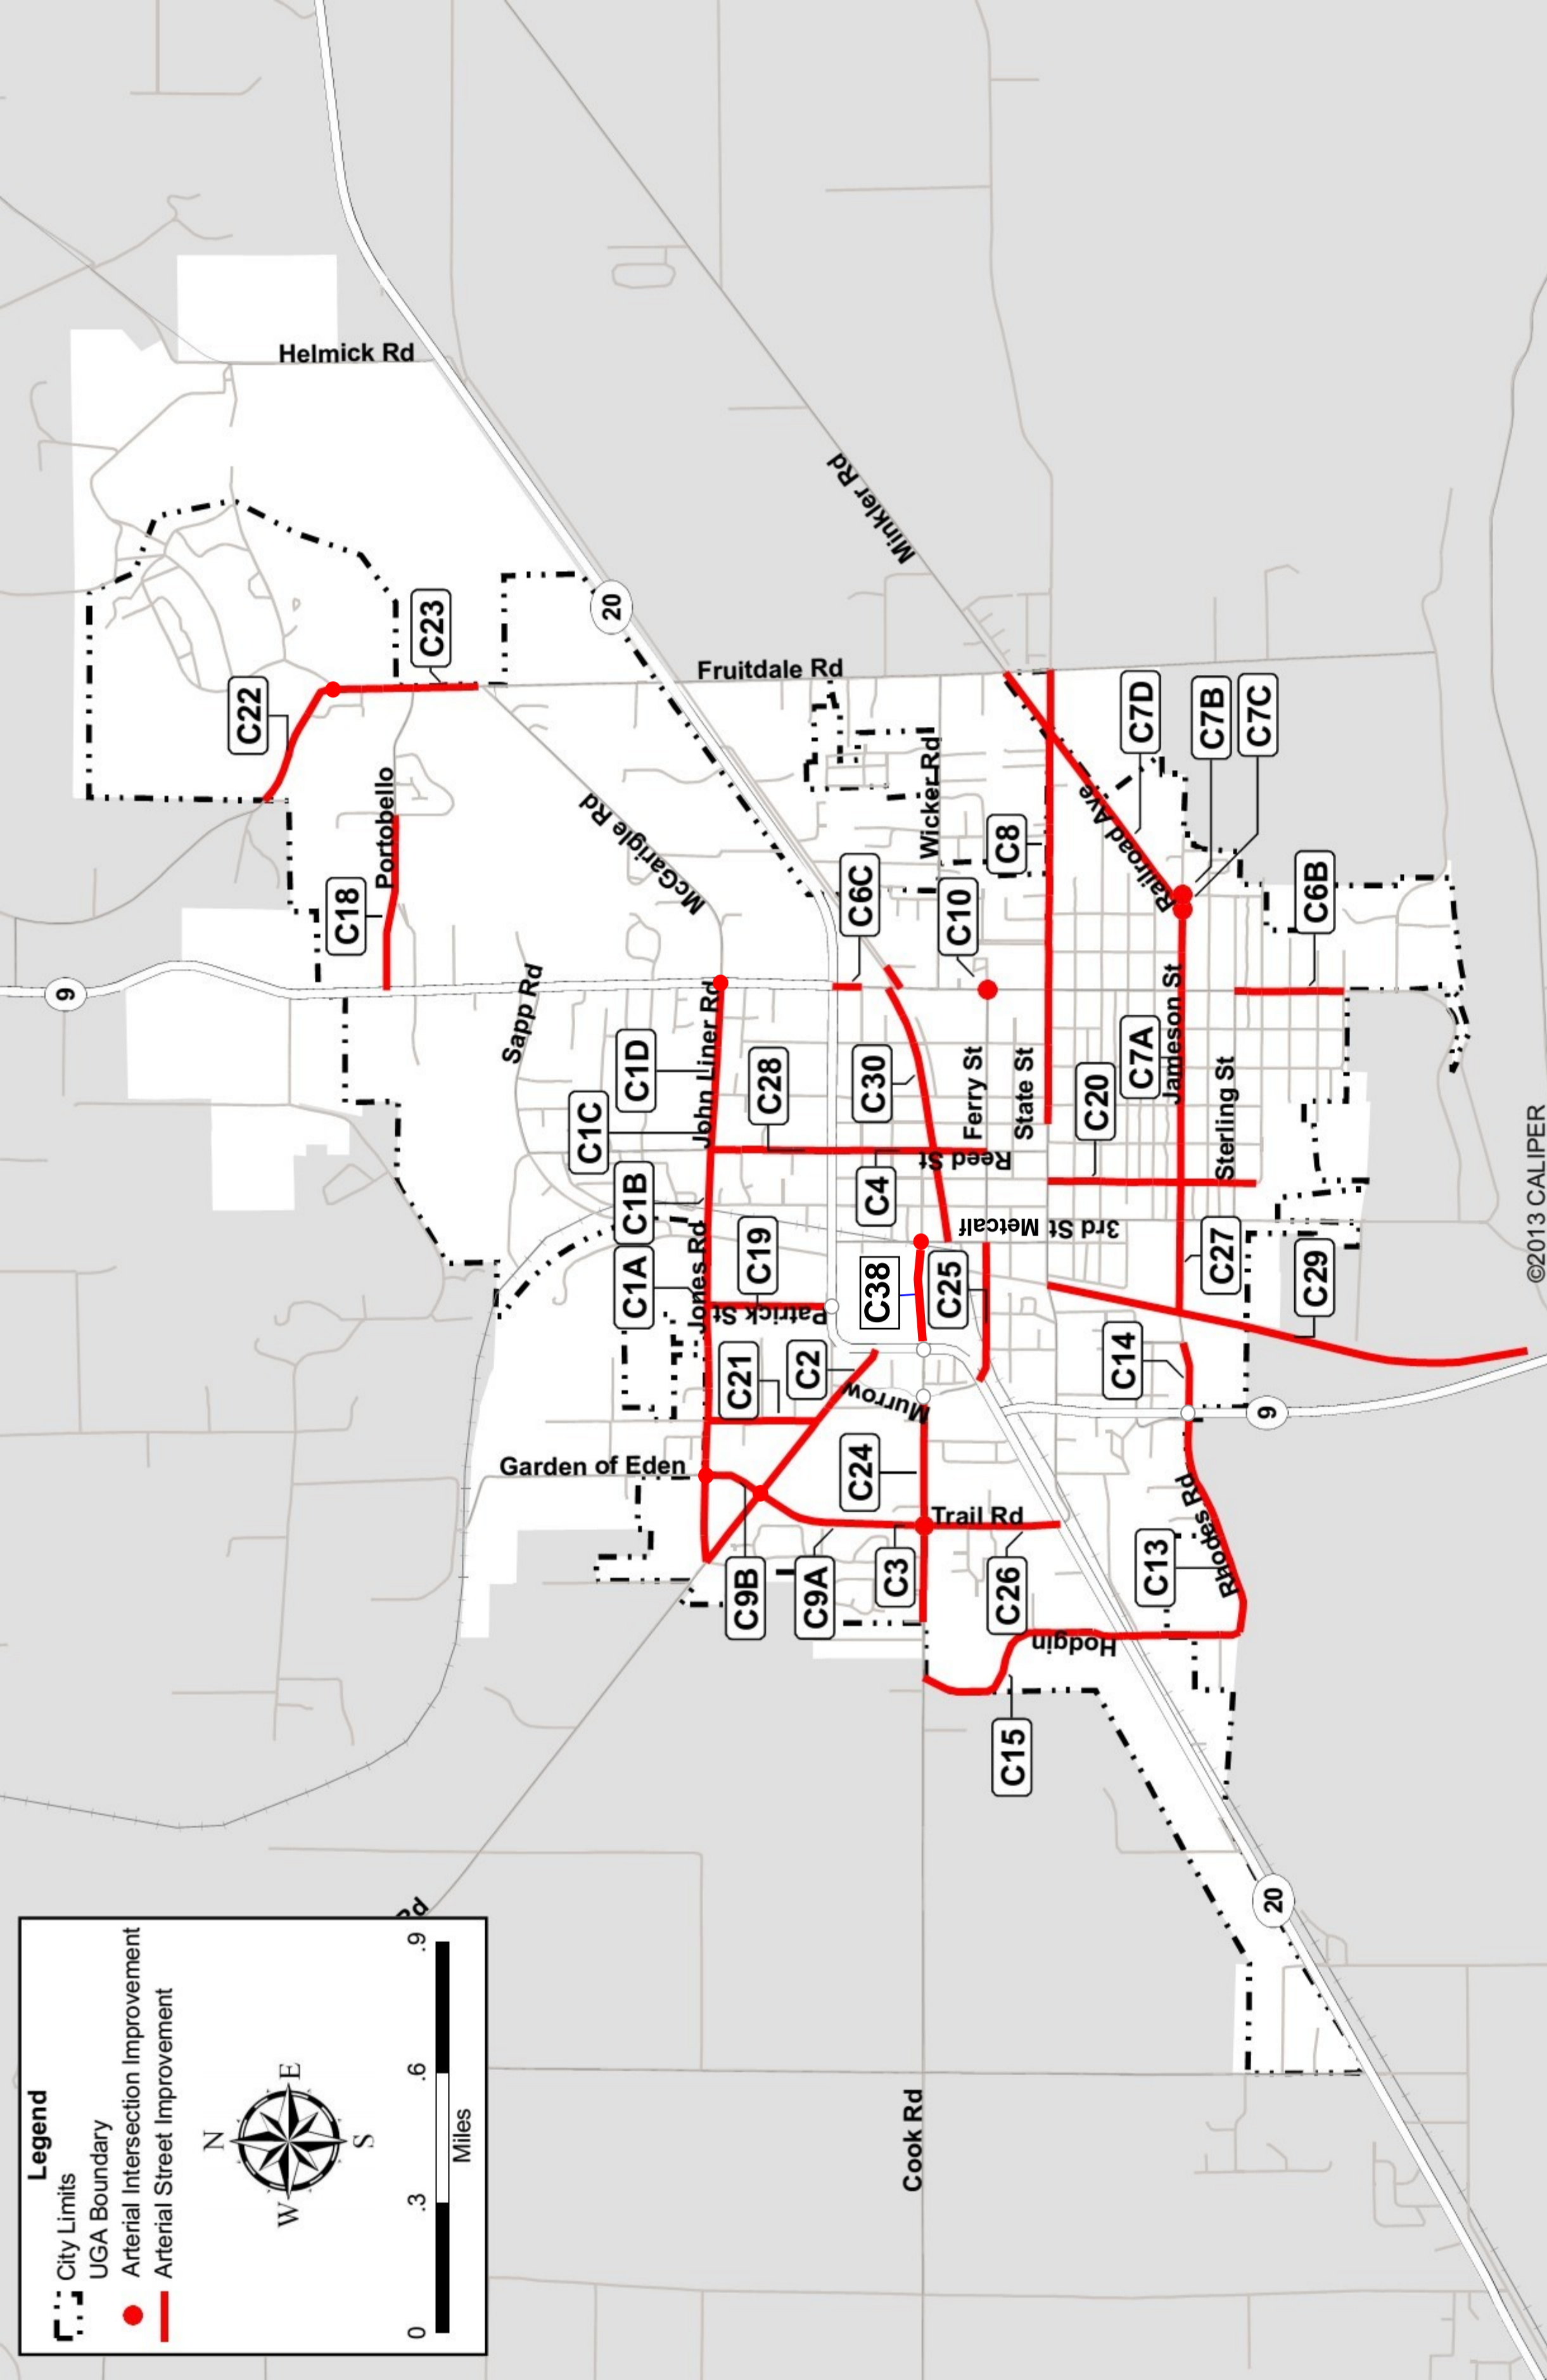 Legend
City Limits
UGA Boundary
Arterial Intersection Improvement
Arterial Street Improvement
N
W
E
S
0
.3
.6
.9
Miles
Rd
Cook Rd
20
C15
Hodgin
C13
Rhodes Rd
C26
Trail Rd
C3
C9A
C9B
Garden of Eden
C24
Murrow
C2
C21
C14
9
C29
C27
C25
C38
C19
Patrick St
Jones Rd
C1A
C1B
Metcalf
3rd St
C4
Reed St
C1C
C1D
John Liner Rd
C28
C30
Ferry St
State St
C20
C7A
Jameson St
Sterling St
Sapp Rd
9
C18
Portobello
C6C
C10
C8
Wicker Rd
C6B
Railroad Ave
C7D
C7B
C7C
McGarigle Rd
C22
C23
Fruitdale Rd
20
Minkler Rd
Helmick Rd
©2013 CALIPER